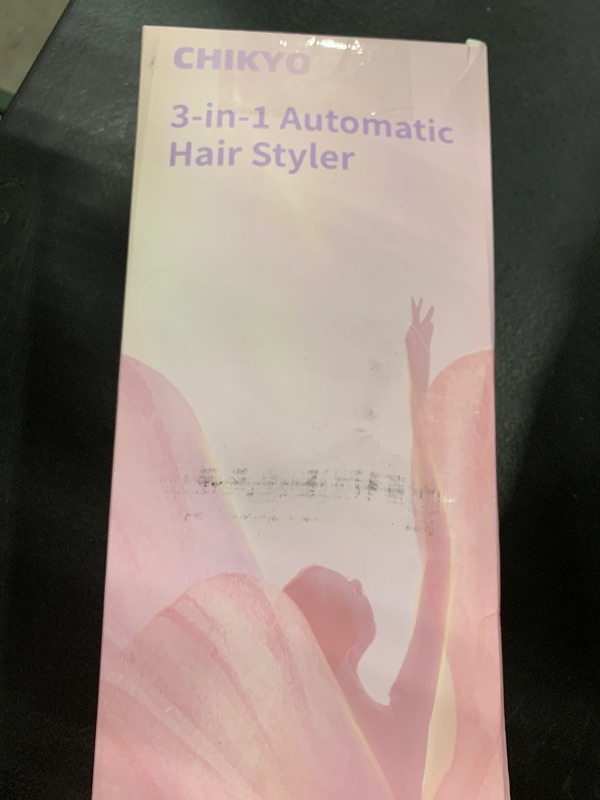 CHIKYO
3-in-1 Automatic
Hair Styler